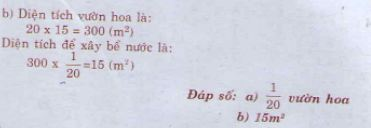 b) Diện tích vườn hoa là:
20 x 15 = 300 (m²)
Diện tích để xây bể nước là:
300 x 1/20 =15 (m²)
Đáp số: a) 1/20 vườn hoa
b) 15m²